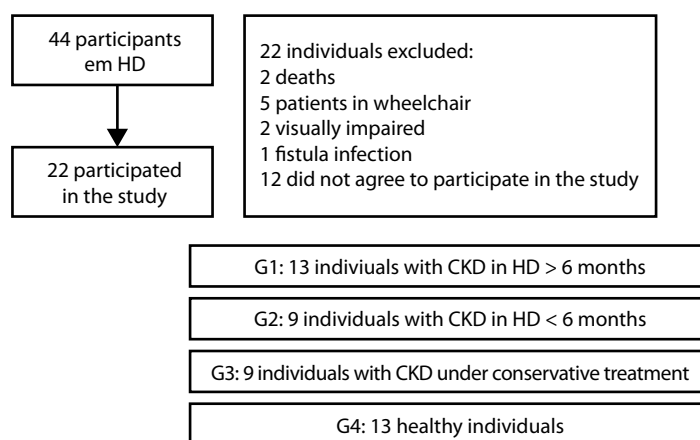 44 participants
em HD
22 participated
in the study
22 individuals excluded:
2 deaths
5 patients in wheelchair
2 visually impaired
1 fistula infection
12 did not agree to participate in the study
G1: 13 indiviuals with CKD in HD > 6 months
G2: 9 individuals with CKD in HD < 6 months
G3: 9 individuals with CKD under conservative treatment
G4: 13 healthy individuals